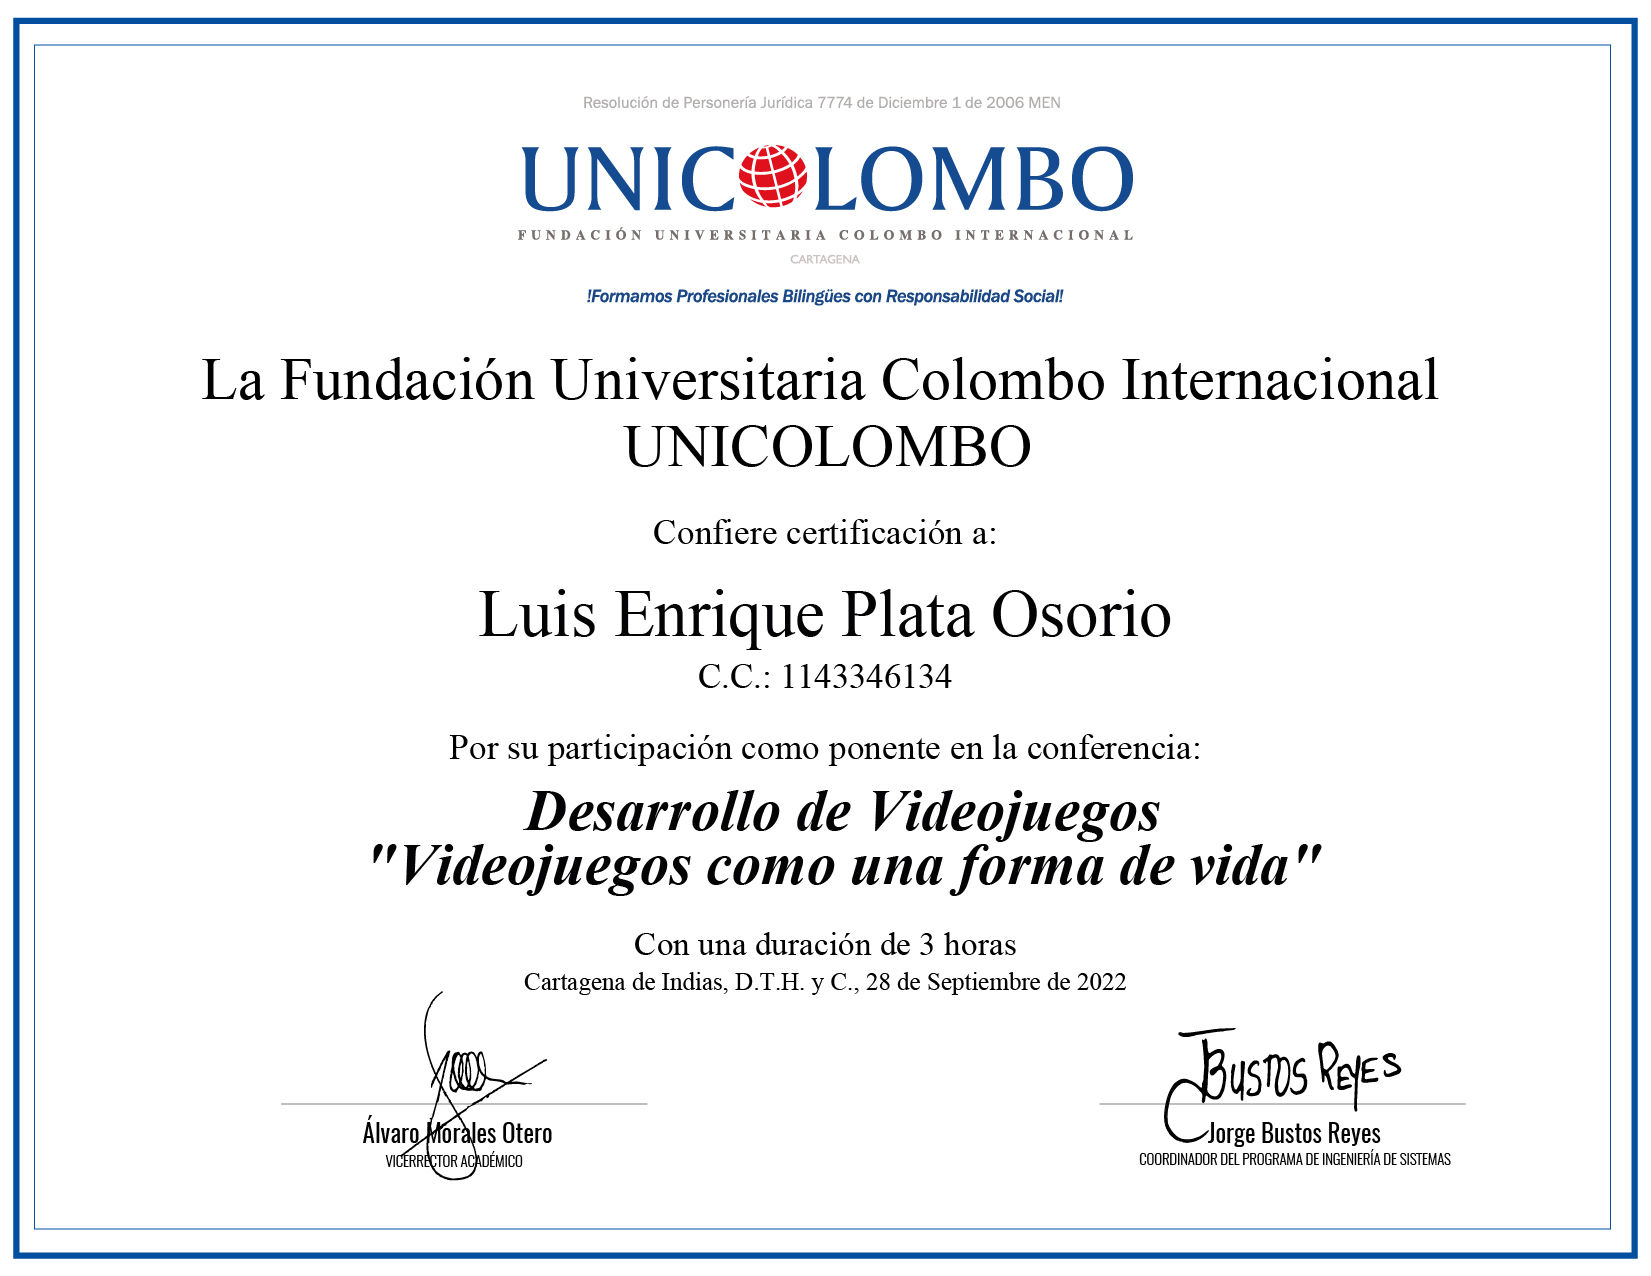 Resolución de Personería Jurídica 7774 de Diciembre 1 de 2006 MEN
UNICOLOMBO
FUNDACIÓN UNIVERSITARIA COLOMBO INTERNACIONAL
CARTAGENA
!Formamos Profesionales Bilingües con Responsabilidad Social!
La Fundación Universitaria Colombo Internacional
UNICOLOMBO
Confiere certificación a:
Luis Enrique Plata Osorio
C.C.: 1143346134
Por su participación como ponente en la conferencia:
Desarrollo de Videojuegos
"Videojuegos como una forma de vida"
Con una duración de 3 horas
Cartagena de Indias, D.T.H. y C., 28 de Septiembre de 2022
JBUSTOS REYES
Álvaro Morales Otero
VICERRECTOR ACADÉMICO
Jorge Bustos Reyes
COORDINADOR DEL PROGRAMA DE INGENIERÍA DE SISTEMAS